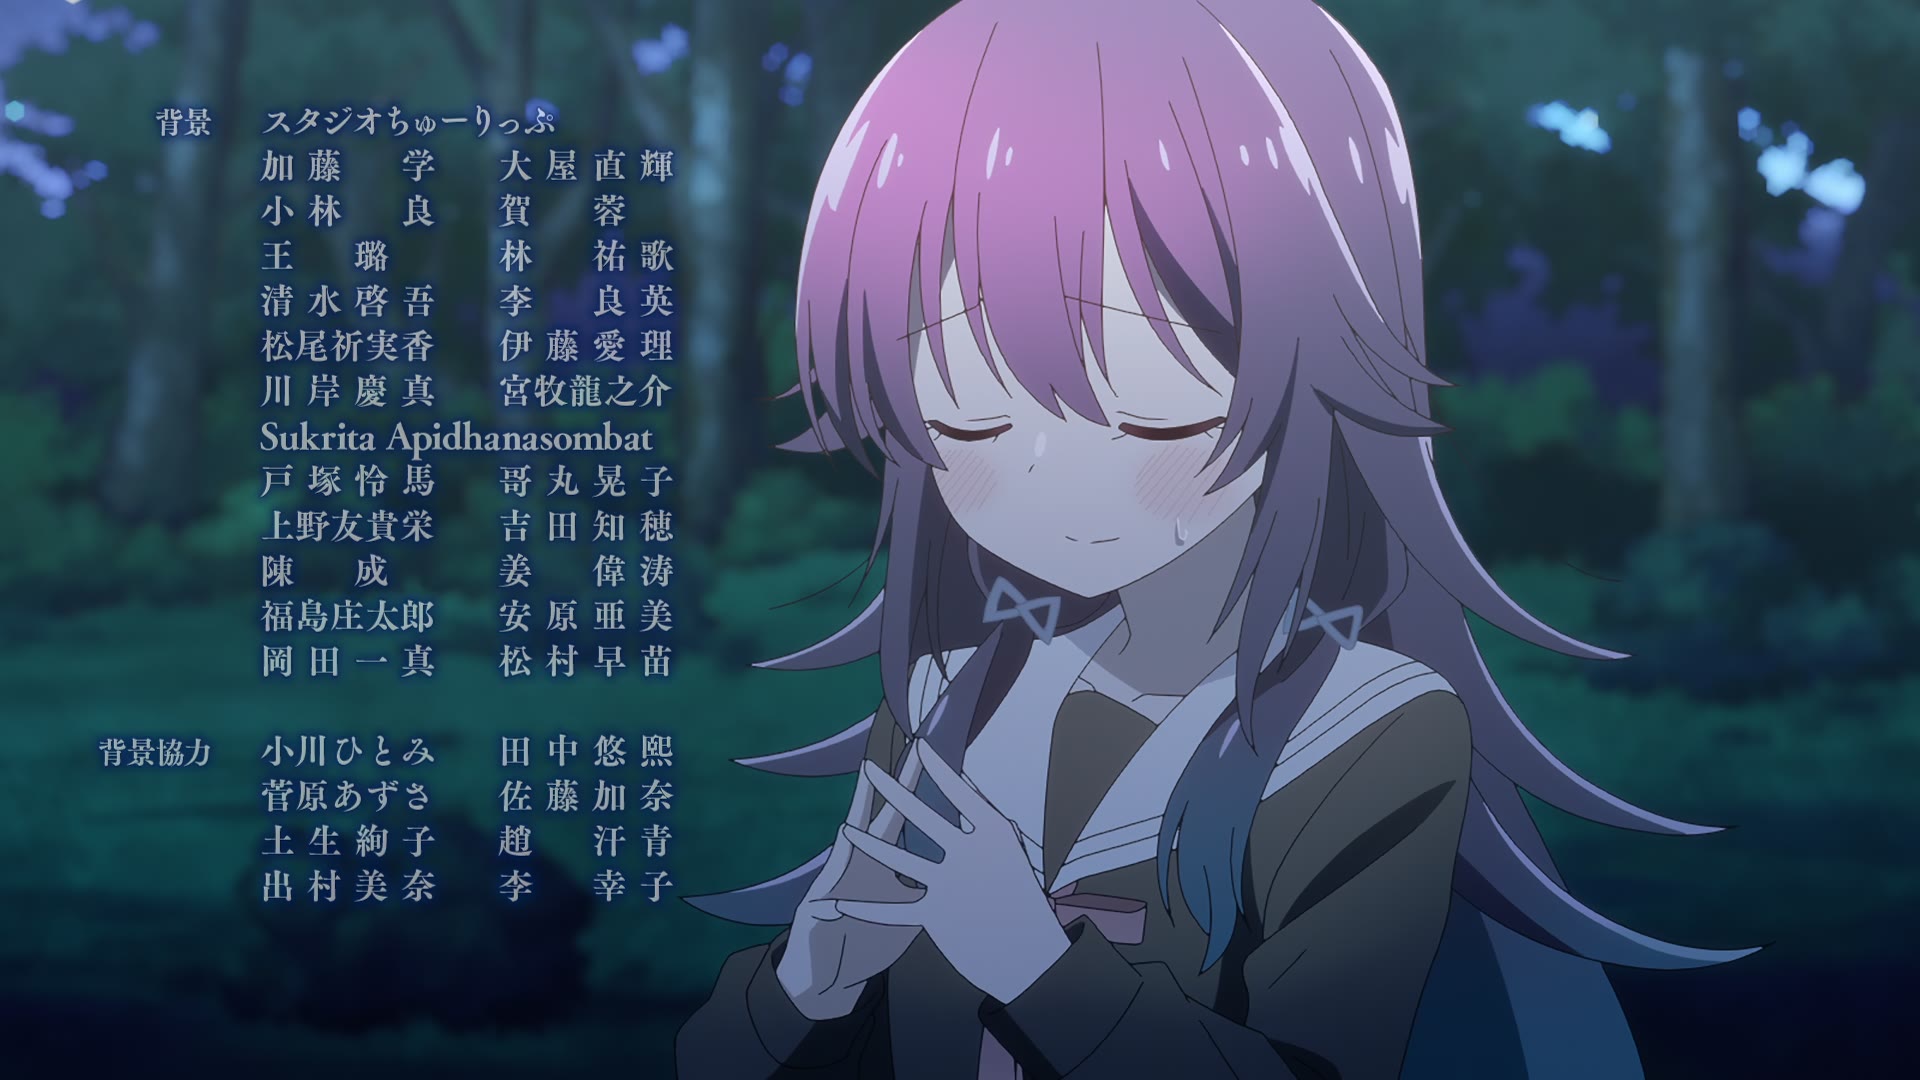 背景 スタジオちゅーりっぷ
加藤学 大屋直輝
小林良 賀蓉
王璐 林祐歌
清水啓吾 李良英
松尾祈実香 伊藤愛理
川岸慶真 宮牧龍之介
Sukrita Apidhanasombat
戸塚怜馬 哥丸晃子
上野友貴栄 吉田知穂
陳成 姜偉涛
福島庄太郎 安原亜美
岡田一真 松村早苗
背景協力 小川ひとみ 田中悠熙
菅原あずさ 佐藤加奈
土生絢子 趙汗青
出村美奈 李幸子